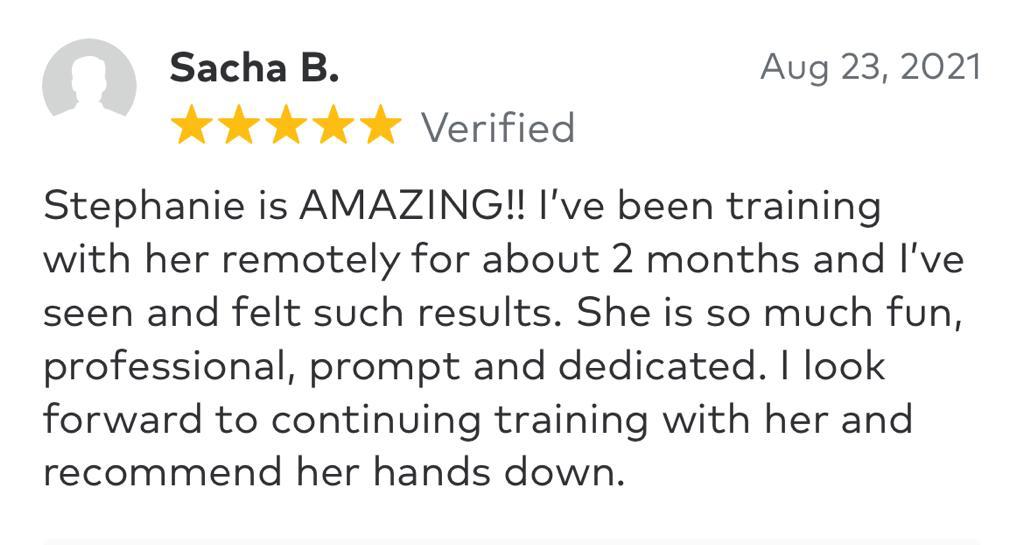 Sacha B.
Aug 23, 2021
Verified
Stephanie is AMAZING!! I’ve been training
with her remotely for about 2 months and I’ve
seen and felt such results. She is so much fun,
professional, prompt and dedicated. I look
forward to continuing training with her and
recommend her hands down.